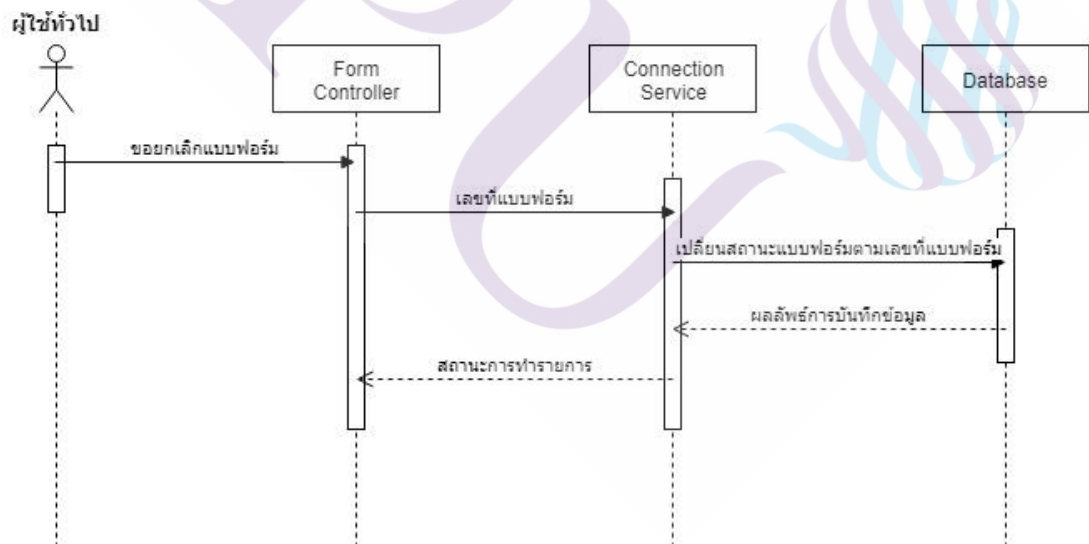 ผู้ใช้ทั่วไป
Form
Controller
Connection
Service
Database
ขอยกเลิกแบบฟอร์ม
เลขที่แบบฟอร์ม
เปลี่ยนสถานะแบบฟอร์มตามเลขที่แบบฟอร์ม
ผลลัพธ์การบันทึกข้อมูล
สถานะการทำรายการ